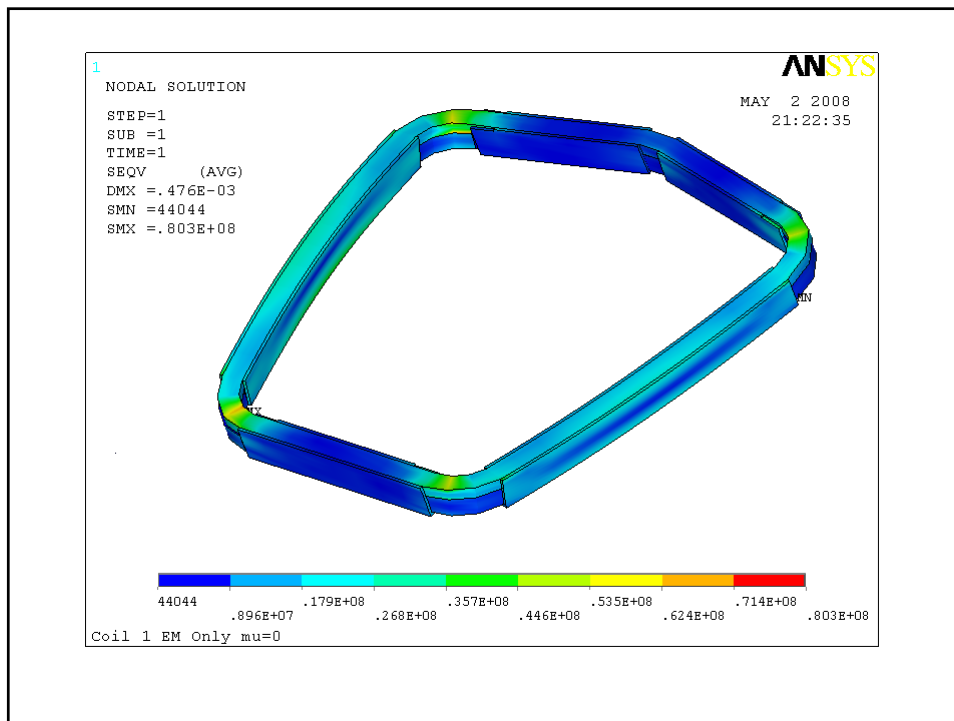 1
ANSYS
NODAL SOLUTION
MAY  2 2008
21:22:35
STEP=1
SUB =1
TIME=1
SEQV     (AVG)
DMX =.476E-03
SMN =44044
SMX =.803E+08
MN
MX
44044 .179E+08 .357E+08 .535E+08 .714E+08
.896E+07 .268E+08 .446E+08 .624E+08 .803E+08
Coil 1 EM Only mu=0